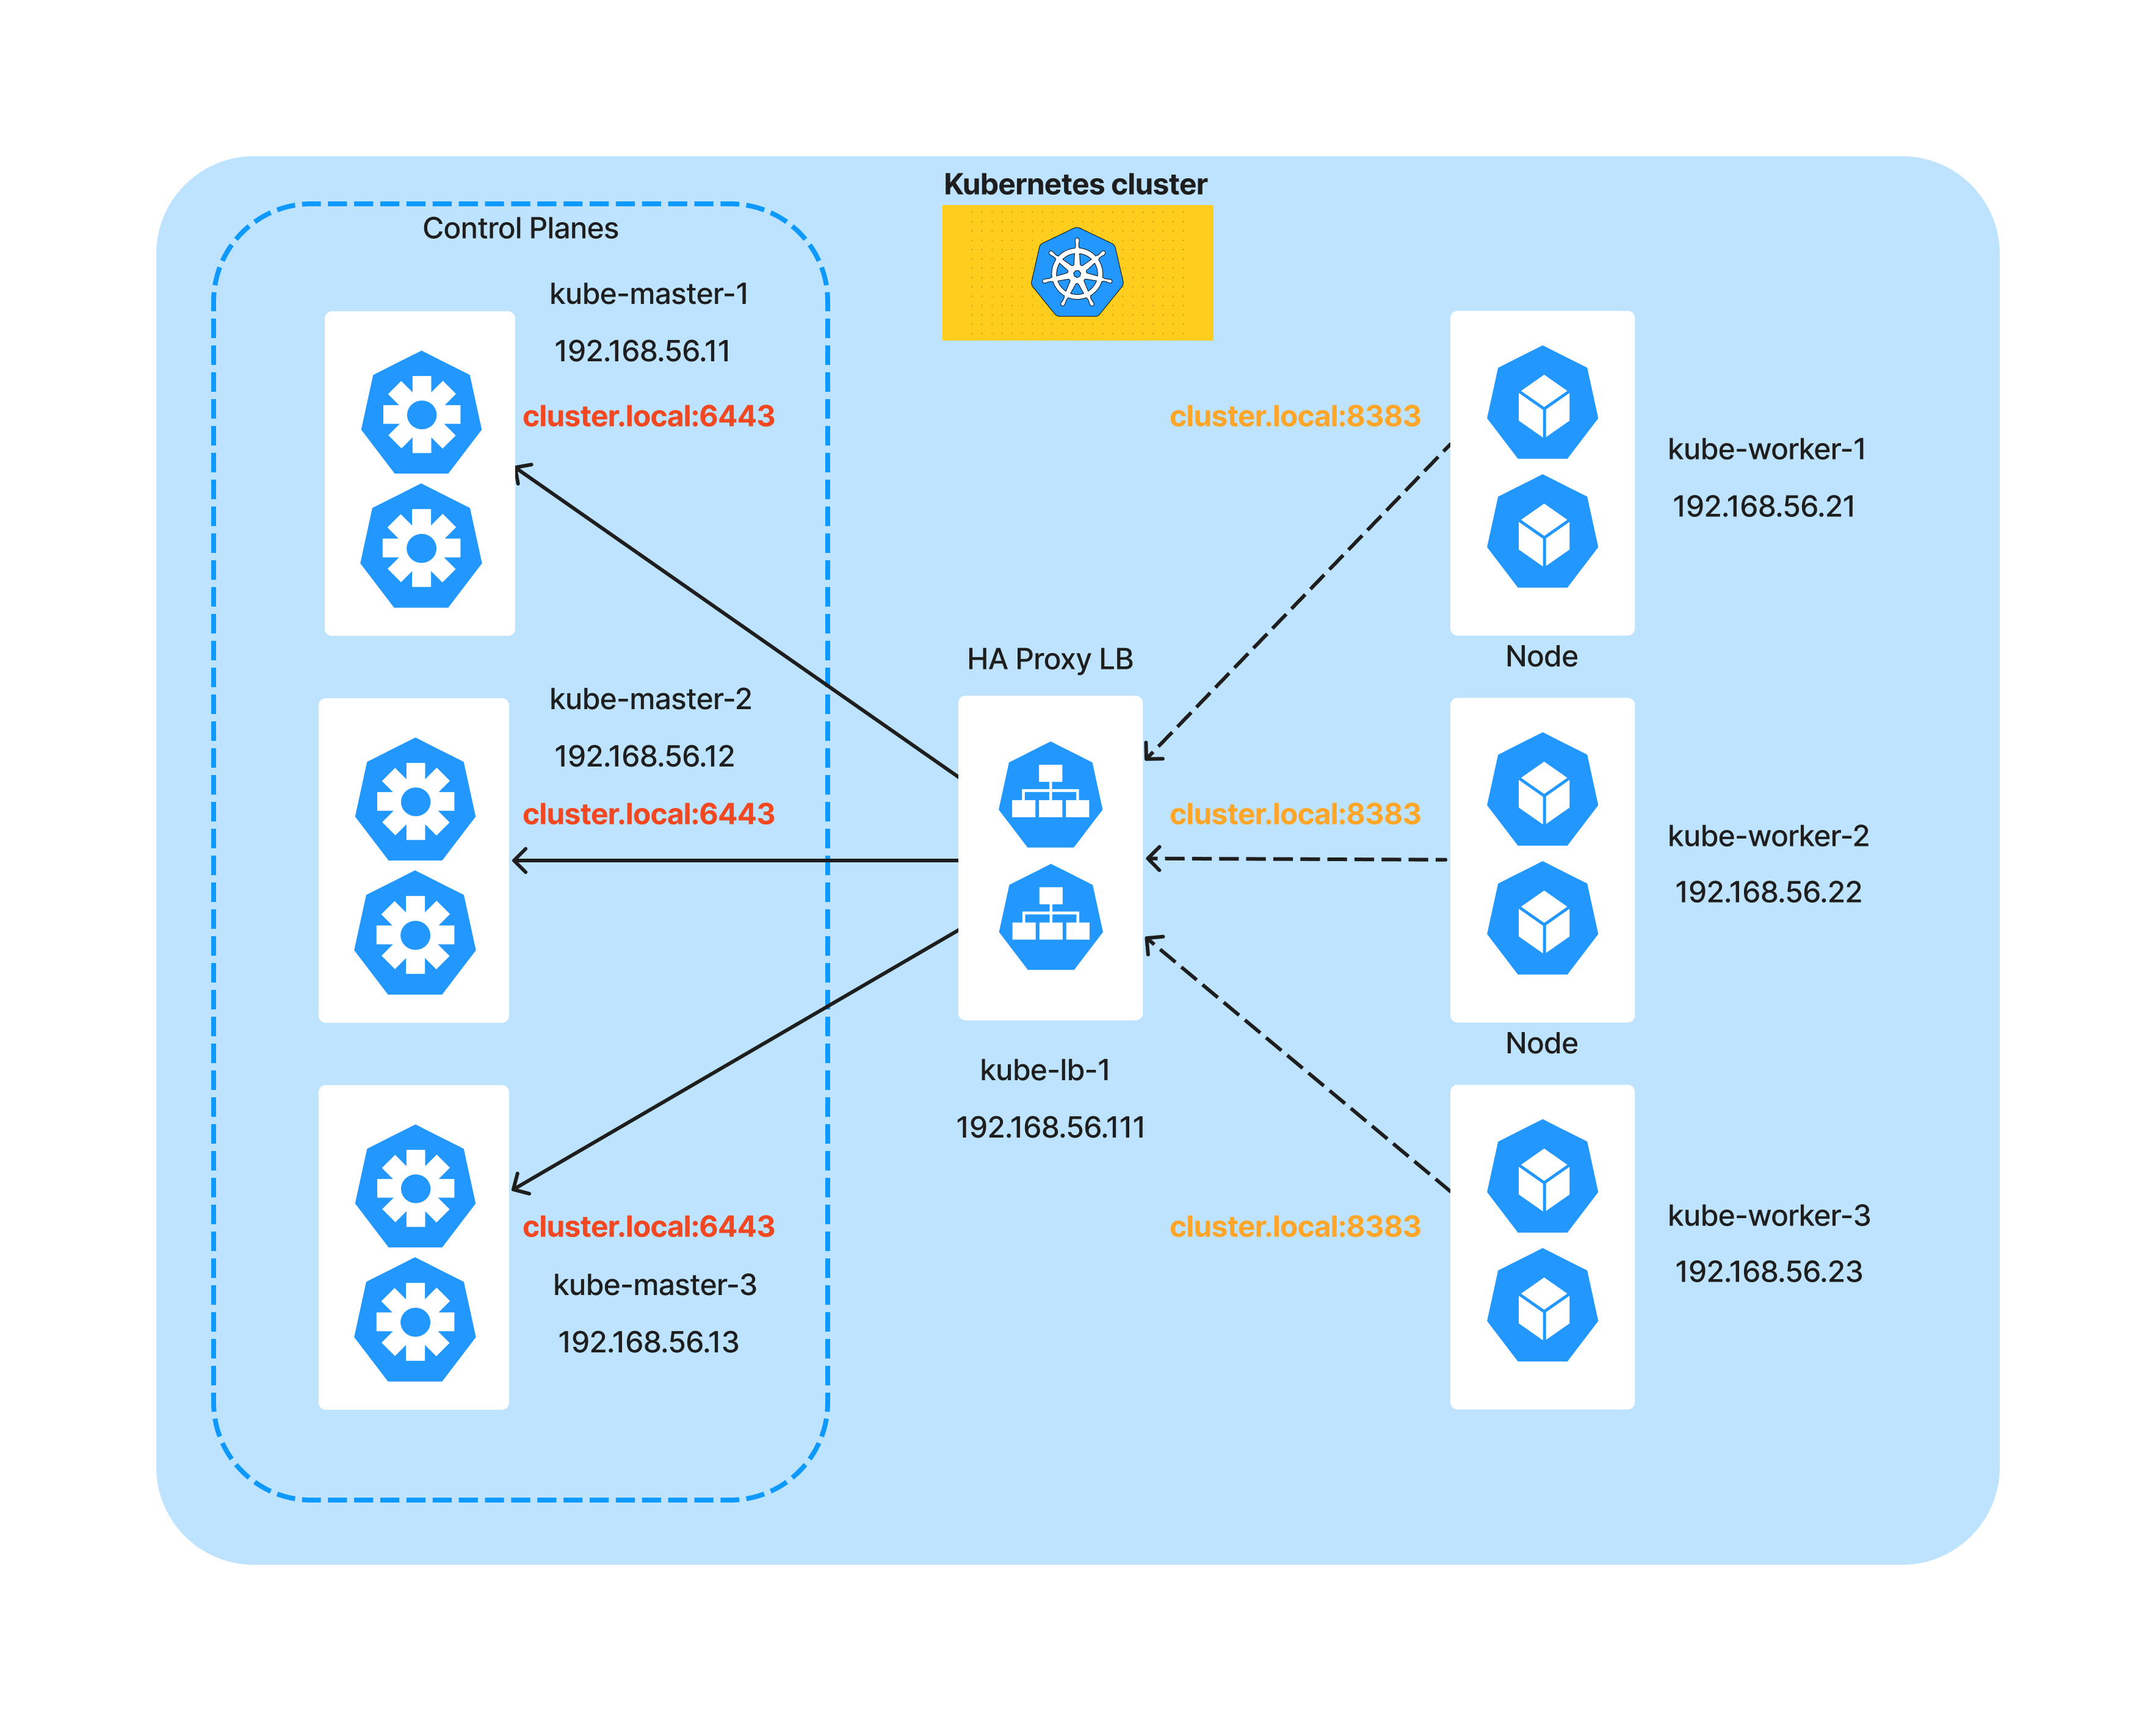 Kubernetes cluster
Control Planes
kube-master-1
192.168.56.11
cluster.local:6443
kube-master-2
192.168.56.12
cluster.local:6443
cluster.local:6443
kube-master-3
192.168.56.13
HA Proxy LB
kube-lb-1
192.168.56.111
cluster.local:8383
cluster.local:8383
cluster.local:8383
kube-worker-1
192.168.56.21
Node
kube-worker-2
192.168.56.22
Node
kube-worker-3
192.168.56.23